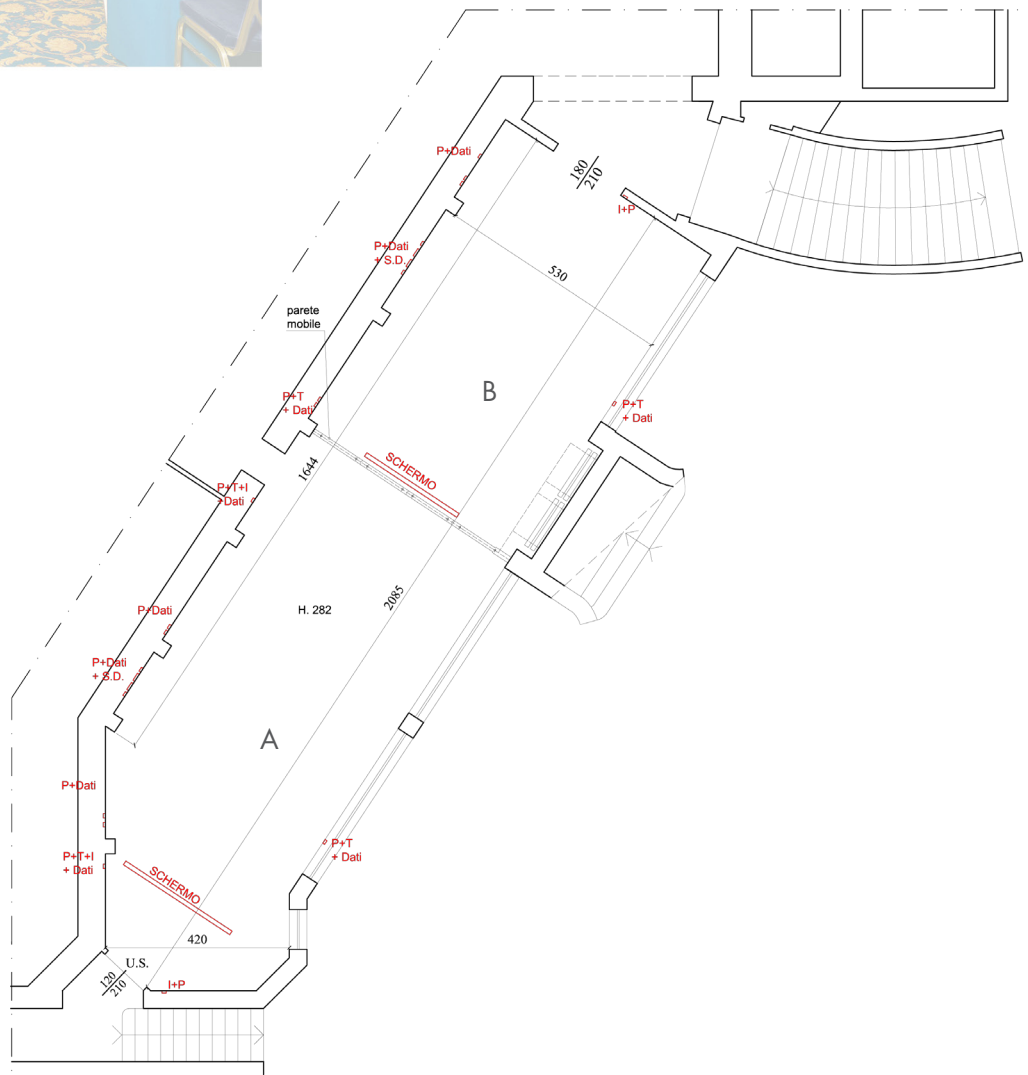 P+Dati
180
210
I+P
P+Dati
+ S.D.
530
parete
mobile
B
P+T
+ Dati
P+T
+ Dati
SCHERMO
1644
P+T+I
+Dati
2085
H. 282
P+Dati
P+Dati
+ S.D.
A
P+Dati
P+T
+ Dati
P+T+I
+ Dati
SCHERMO
420
U.S.
120
210
I+P